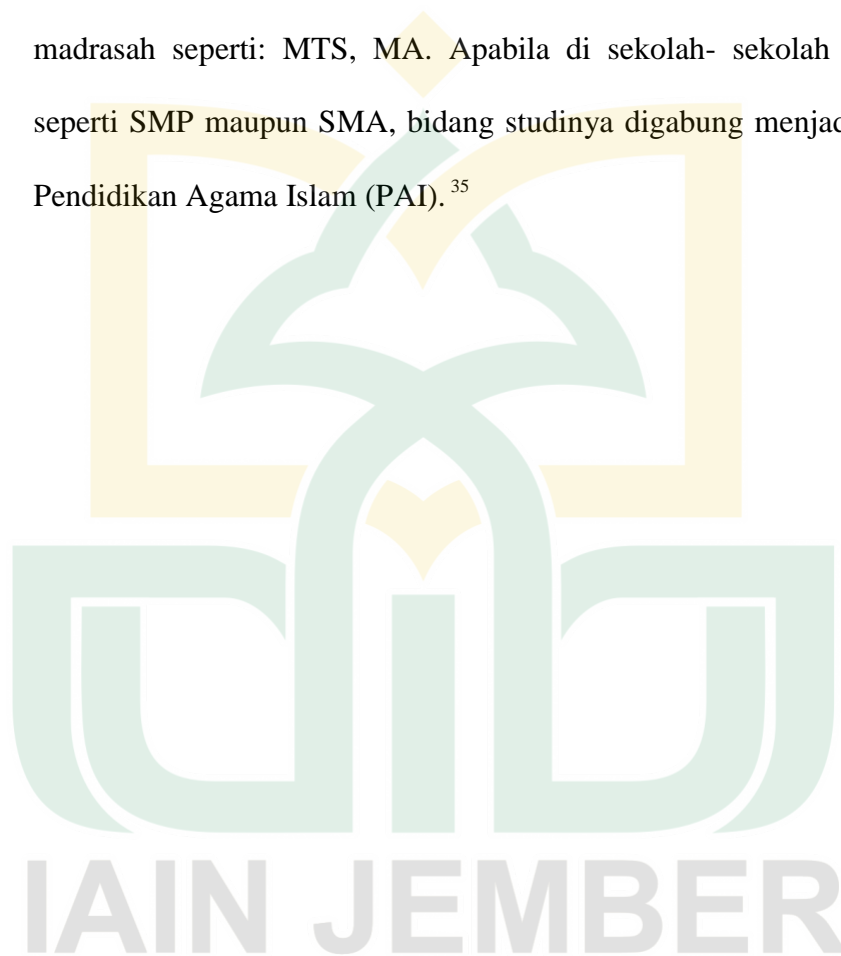 madrasah seperti: MTS, MA. Apabila di sekolah- sekolah
seperti SMP maupun SMA, bidang studinya digabung
Pendidikan Agama Islam (PAI). 35
IAIN JEMBER